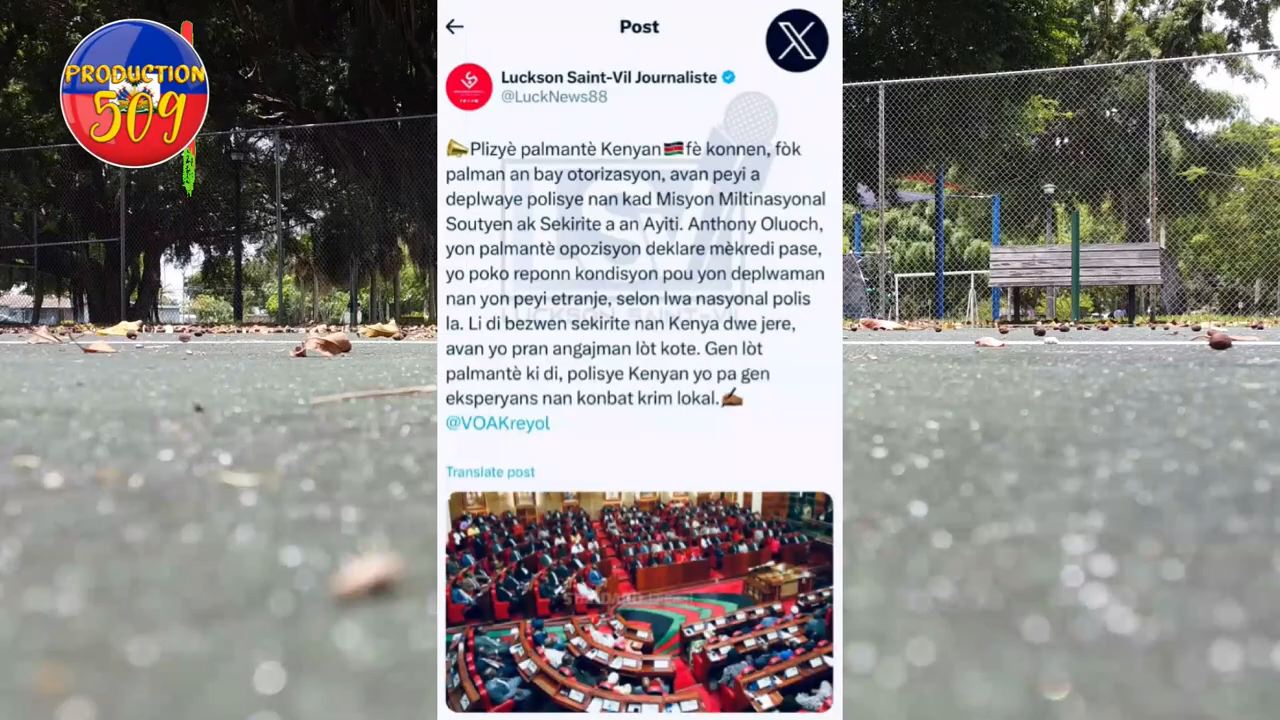 PRODUCTION
509
Post
Luckson Saint-Vil Journaliste
@LuckNews88
Plizyè palmantè Kenyan fè konnen, fòk
palman an bay otorizasyon, avan peyi a
deplwaye polisye nan kad Misyon Miltinasyonal
Soutyen ak Sekirite a an Ayiti. Anthony Oluoch,
yon palmantè opozisyon deklare mèkredi pase,
yo poko reponn kondisyon pou yon deplwaman
nan yon peyi etranje, selon lwa nasyonal polis
la. Li di bezwen sekirite nan Kenya dwe jere,
avan yo pran angajman lòt kote. Gen lòt
palmantè ki di, polisye Kenyan yo pa gen
eksperyans nan konbat krim lokal.
@VOAKreyol
LSV
LUCKSON SAINT-VIL
Translate post